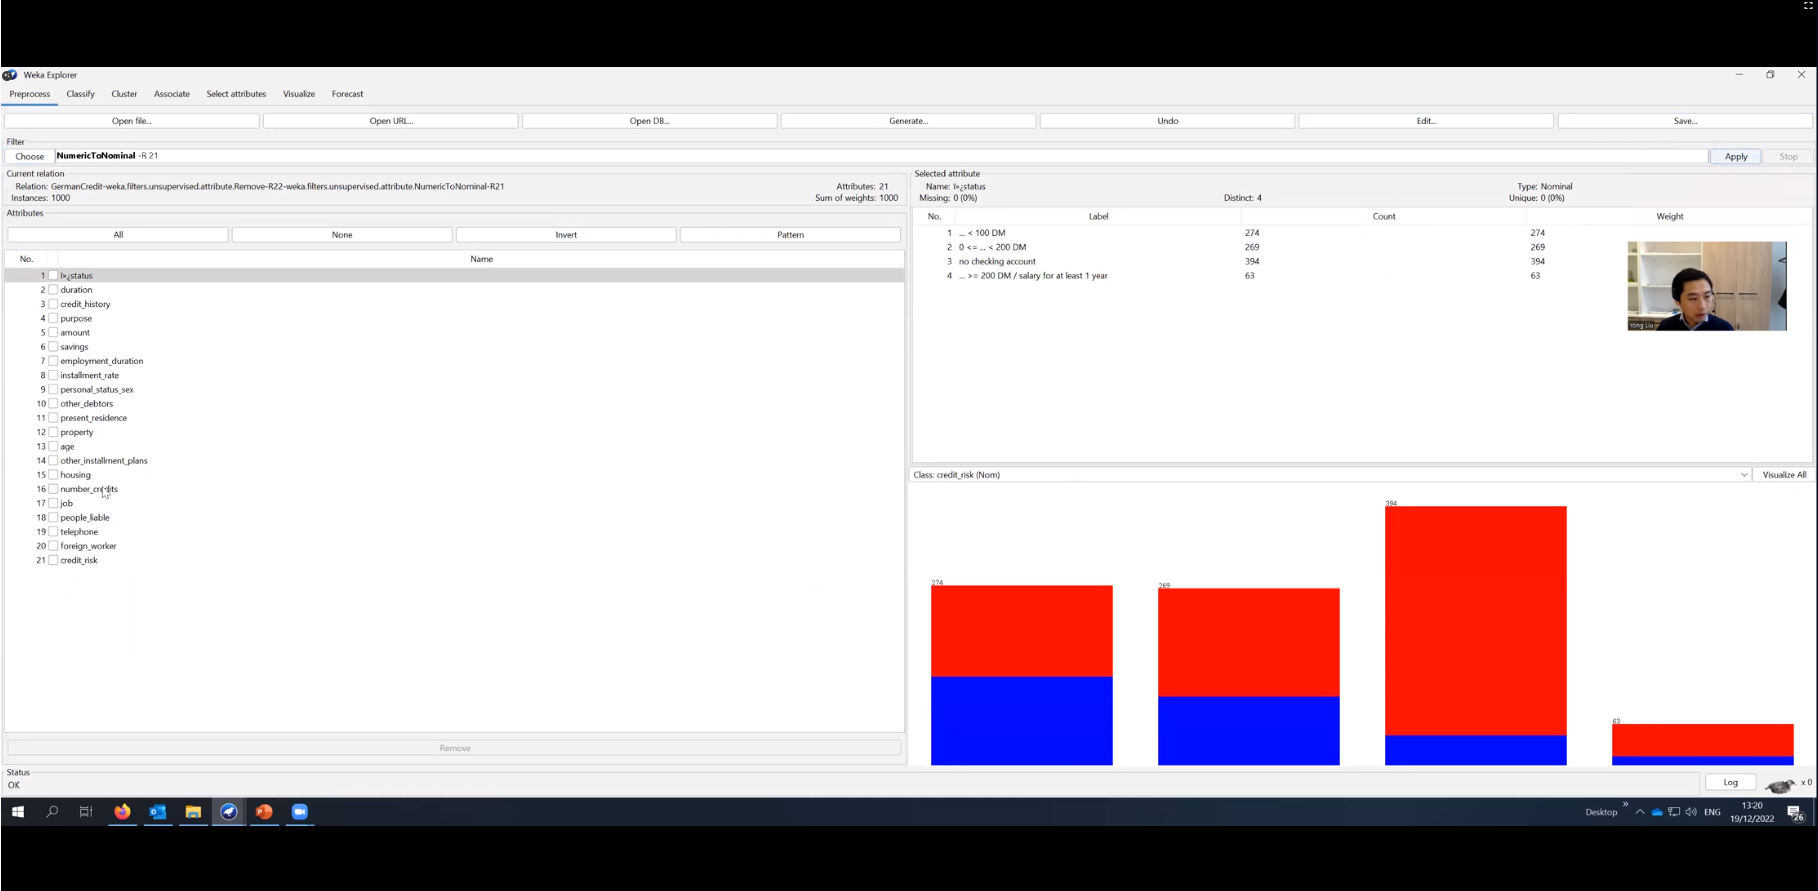 Weka Explorer
Preprocess Classify Cluster Associate Select attributes Visualize Forecast
Open file... Open URL... Open DB... Generate... Undo Edit... Save...
Filter
Choose NumericToNominal -R 21 Apply Stop
Current relation
Relation: GermanCredit-weka.filters.unsupervised.attribute.Remove-R22-weka.filters.unsupervised.attribute.NumericToNominal-R21 Attributes: 21
Instances: 1000 Sum of weights: 1000
Attributes
All None Invert Pattern
No. Name
1 ï»¿status
2 duration
3 credit_history
4 purpose
5 amount
6 savings
7 employment_duration
8 installment_rate
9 personal_status_sex
10 other_debtors
11 present_residence
12 property
13 age
14 other_installment_plans
15 housing
16 number_credits
17 job
18 people_liable
19 telephone
20 foreign_worker
21 credit_risk
Remove
Selected attribute
Name: ï»¿status Type: Nominal
Missing: 0 (0%) Distinct: 4 Unique: 0 (0%)
No. Label Count Weight
1 ... < 100 DM 274 274
2 0 <= ... < 200 DM 269 269
3 no checking account 394 394
4 ... >= 200 DM / salary for at least 1 year 63 63
Yong Liu
Class: credit_risk (Nom) Visualize All
274
269
394
63
Status
OK
Log x 0
Desktop ENG 13:20
19/12/2022 26